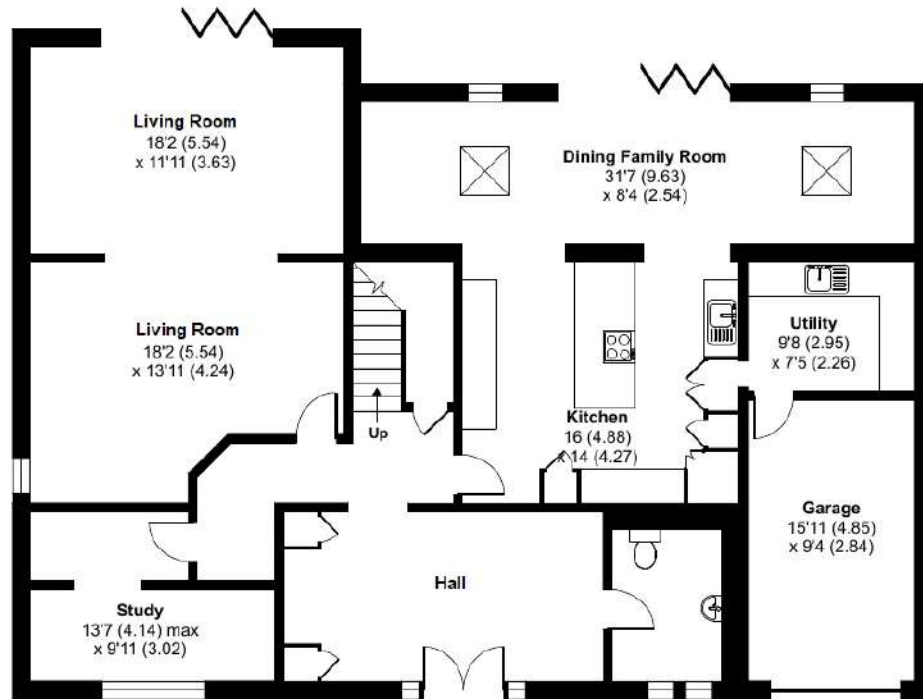 Living Room
18'2 (5.54)
x 11'11 (3.63)
Dining Family Room
31'7 (9.63)
x 8'4 (2.54)
Living Room
18'2 (5.54)
x 13'11 (4.24)
Utility
9'8 (2.95)
x 7'5 (2.26)
Up
Kitchen
16 (4.88)
x 14 (4.27)
Garage
15'11 (4.85)
x 9'4 (2.84)
Hall
Study
13'7 (4.14) max
x 9'11 (3.02)